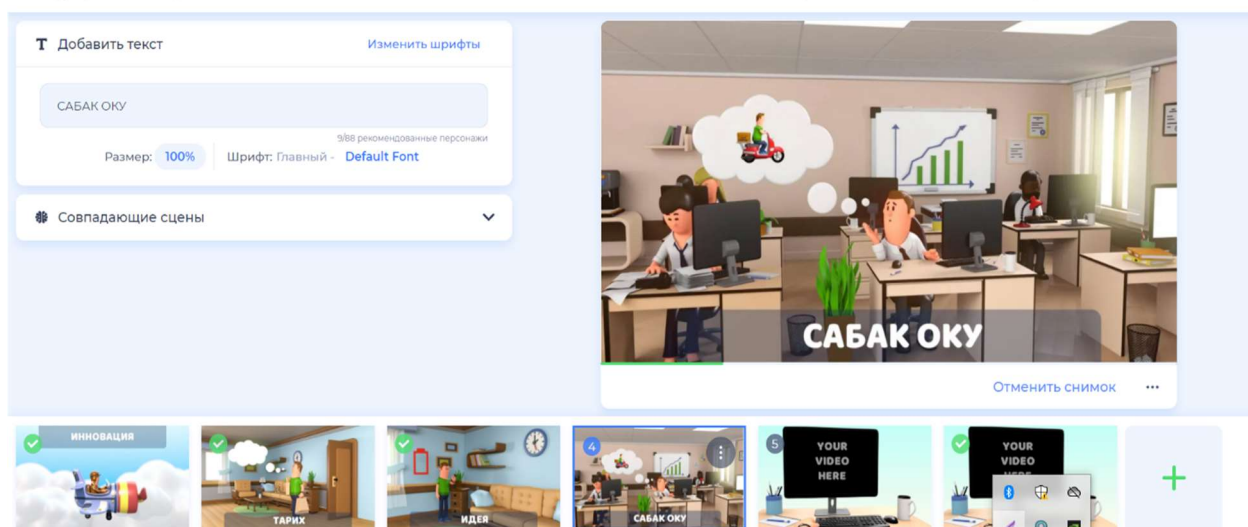 Добавить текст
Изменить шрифты
САБАК ОКУ
9/88 рекомендованные персонажи
Размер: 100%
Шрифт: Главный - Default Font
Совпадающие сцены
САБАК ОКУ
Отменить снимок
ИННОВАЦИЯ
ТАРИХ
ИДЕЯ
4
САБАК ОКУ
5
YOUR
VIDEO
HERE
YOUR
VIDEO
HERE